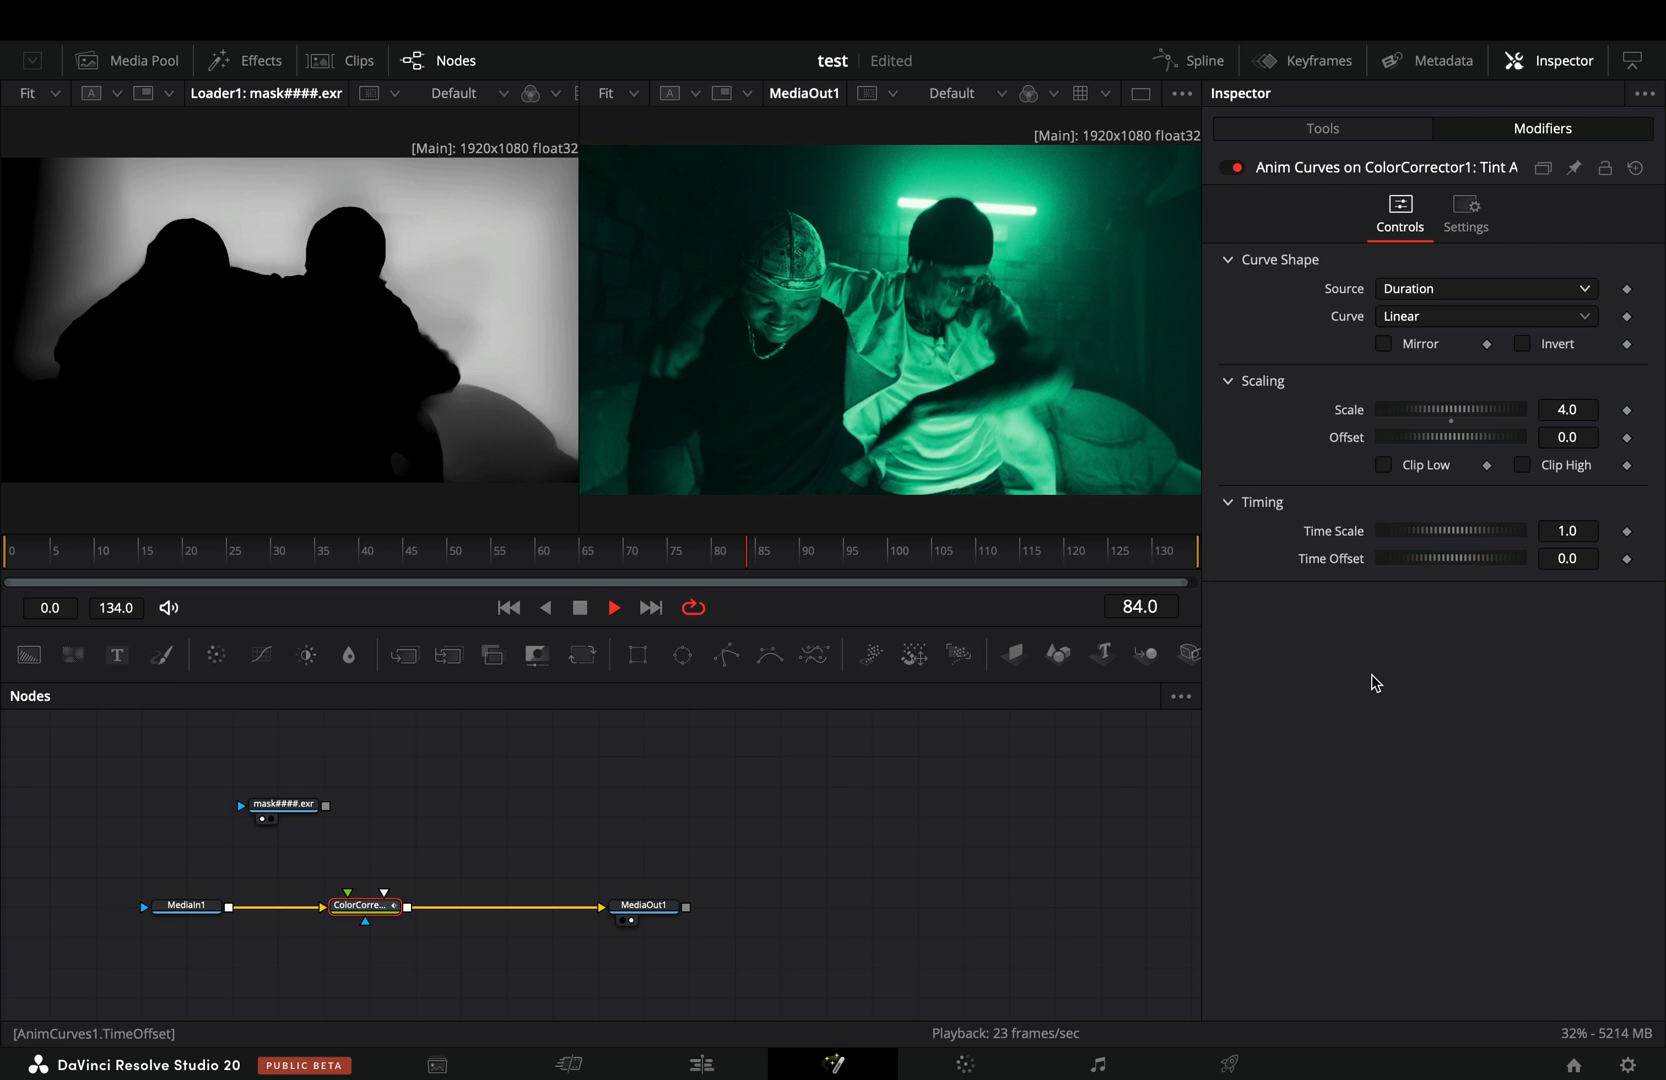 Media Pool
Effects
Clips
Nodes
test
Edited
Spline
Keyframes
Metadata
Inspector
Fit
A
Loader1: mask####.exr
Default
Fit
A
MediaOut1
Default
Inspector
[Main]: 1920x1080 float32
[Main]: 1920x1080 float32
Tools
Modifiers
Anim Curves on ColorCorrector1: Tint A
Controls
Settings
Curve Shape
Source
Duration
Curve
Linear
Mirror
Invert
Scaling
Scale
4.0
Offset
0.0
Clip Low
Clip High
Timing
Time Scale
1.0
Time Offset
0.0
0 5 10 15 20 25 30 35 40 45 50 55 60 65 70 75 80 85 90 95 100 105 110 115 120 125 130
0.0
134.0
84.0
T
Nodes
mask####.exr
MediaIn1
ColorCorre...
MediaOut1
[AnimCurves1.TimeOffset]
Playback: 23 frames/sec
32% - 5214 MB
DaVinci Resolve Studio 20
PUBLIC BETA